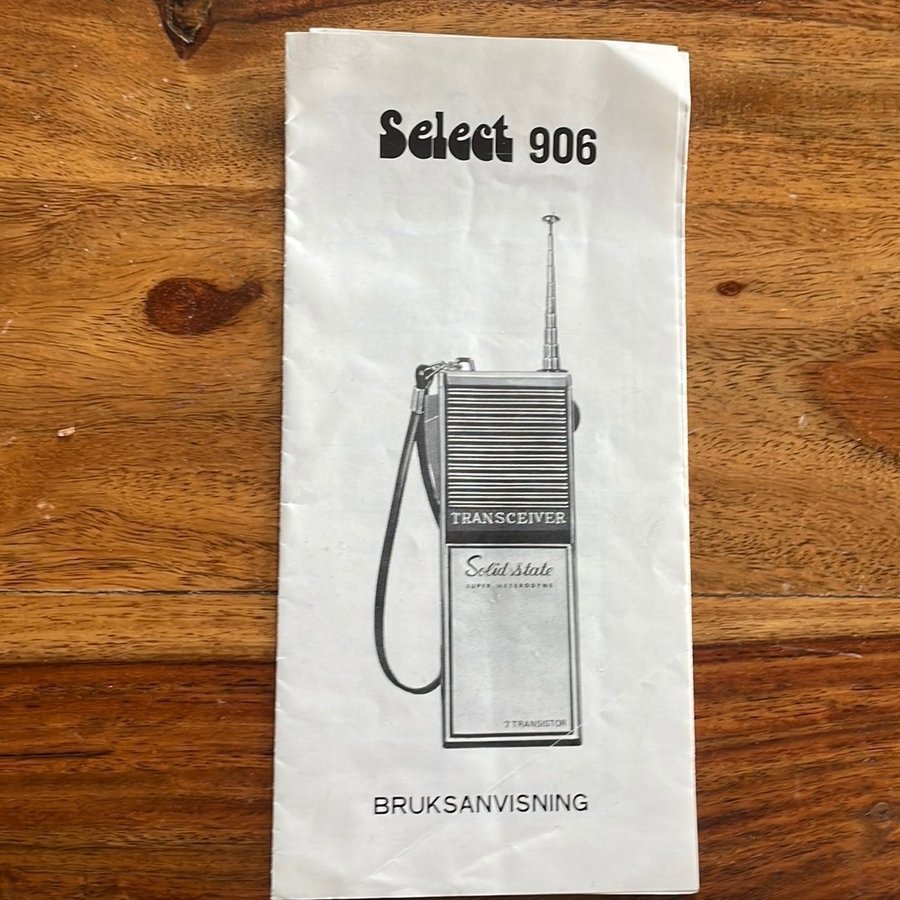 Select 906
TRANSCEIVER
Solid State
SUPER HETERODYNE
7 TRANSISTOR
BRUKSANVISNING